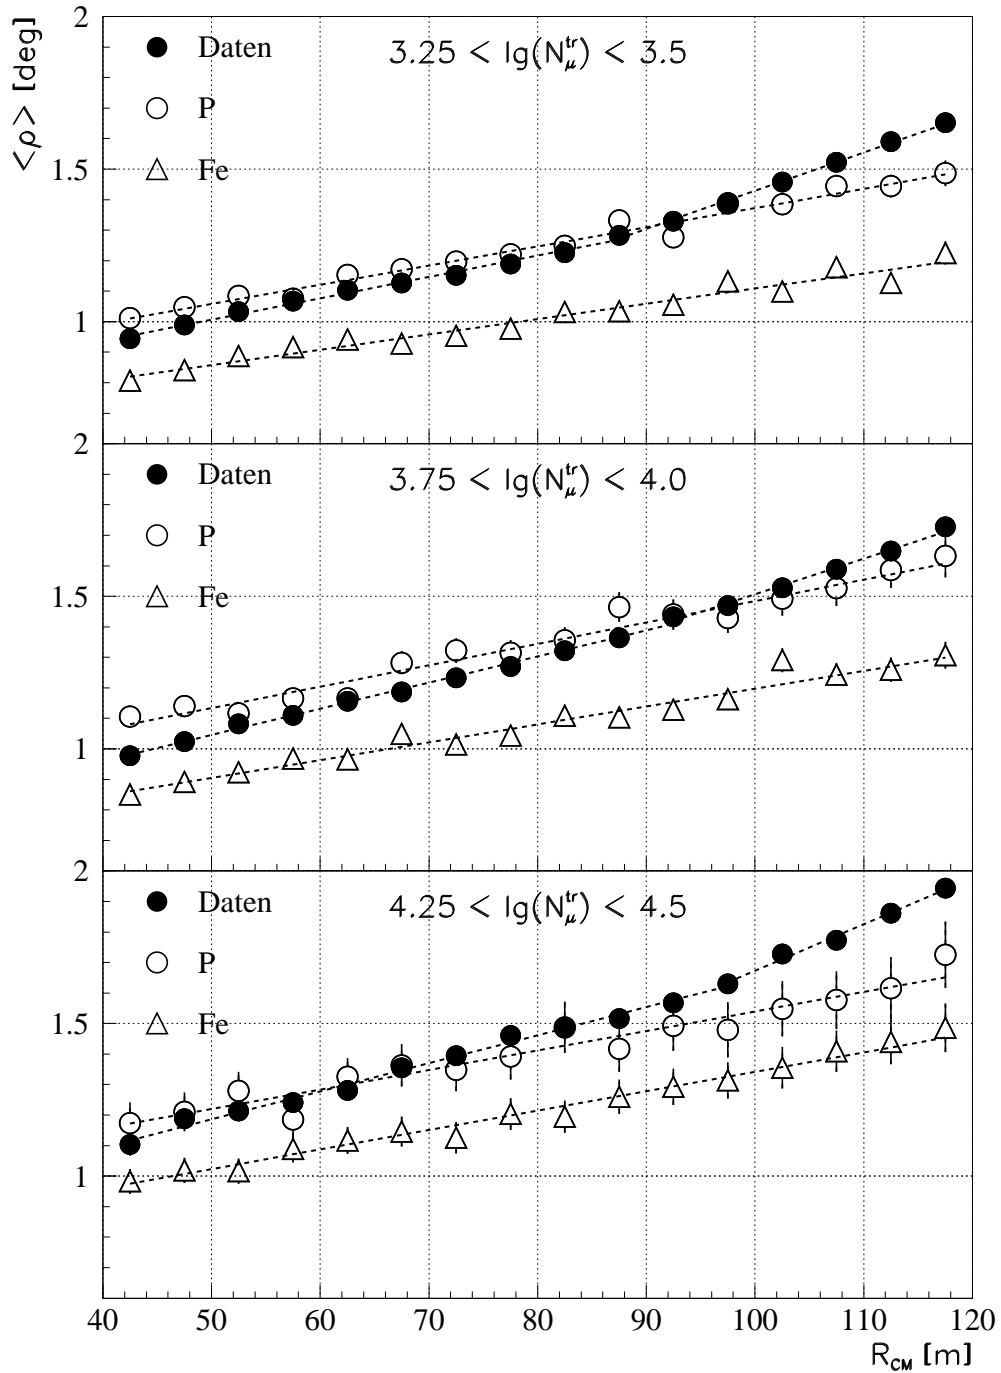 <ρ> [deg]
2
Daten
3.25 < lg(N_μ^tr) < 3.5
P
1.5
Fe
1
2
Daten
3.75 < lg(N_μ^tr) < 4.0
P
1.5
Fe
1
2
Daten
4.25 < lg(N_μ^tr) < 4.5
P
1.5
Fe
1
40 50 60 70 80 90 100 110 120
R_CM [m]